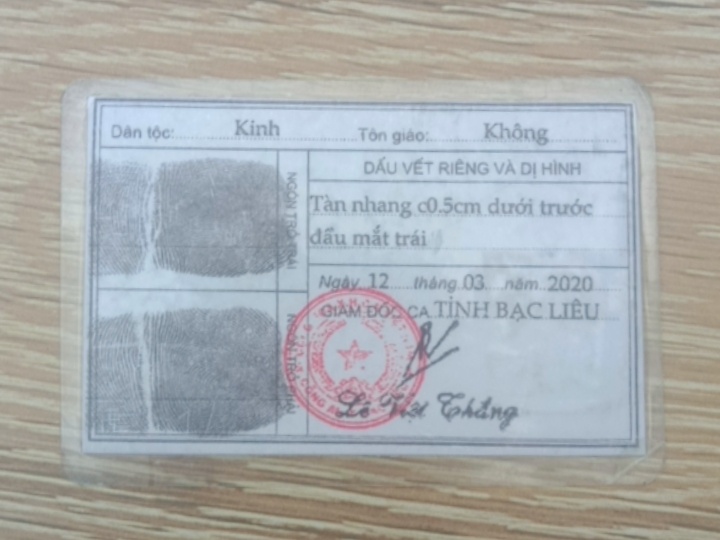 Dân tộc: Kinh Tôn giáo: Không
DẤU VẾT RIÊNG VÀ DỊ HÌNH
NGÓN TRỎ TRÁI
Tàn nhang c0.5cm dưới trước
đầu mắt trái
Ngày 12 tháng 03 năm 2020
GIÁM ĐỐC CA TỈNH BẠC LIÊU
NGÓN TRỎ PHẢI
CÔNG AN
Lê Việt Thắng